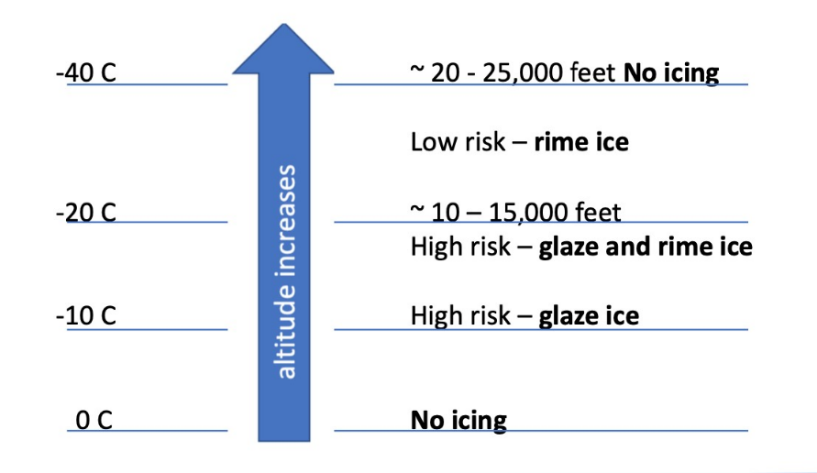 -40 C
~ 20 - 25,000 feet No icing
Low risk – rime ice
-20 C
~ 10 – 15,000 feet
High risk – glaze and rime ice
-10 C
High risk – glaze ice
0 C
No icing
altitude increases